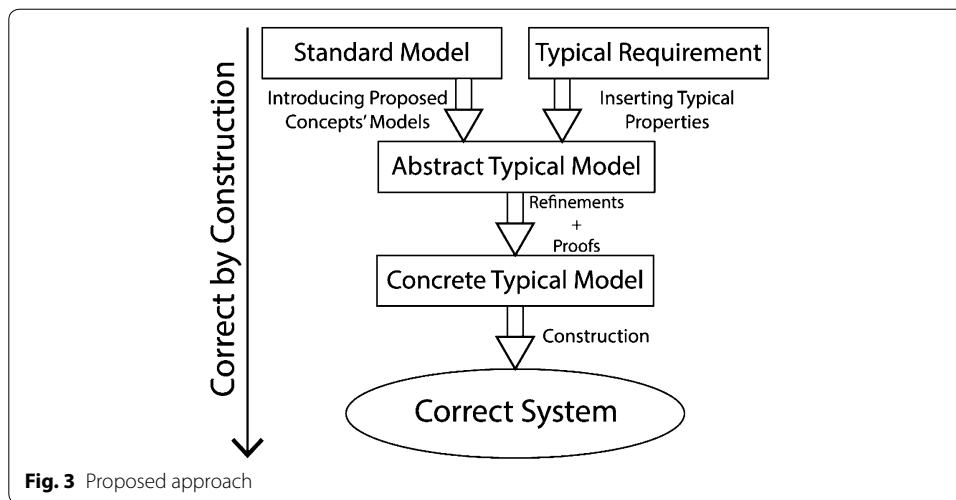 Correct by Construction
Standard Model
Typical Requirement
Introducing Proposed
Concepts’ Models
Inserting Typical
Properties
Abstract Typical Model
Refinements
+
Proofs
Concrete Typical Model
Construction
Correct System
Fig. 3 Proposed approach